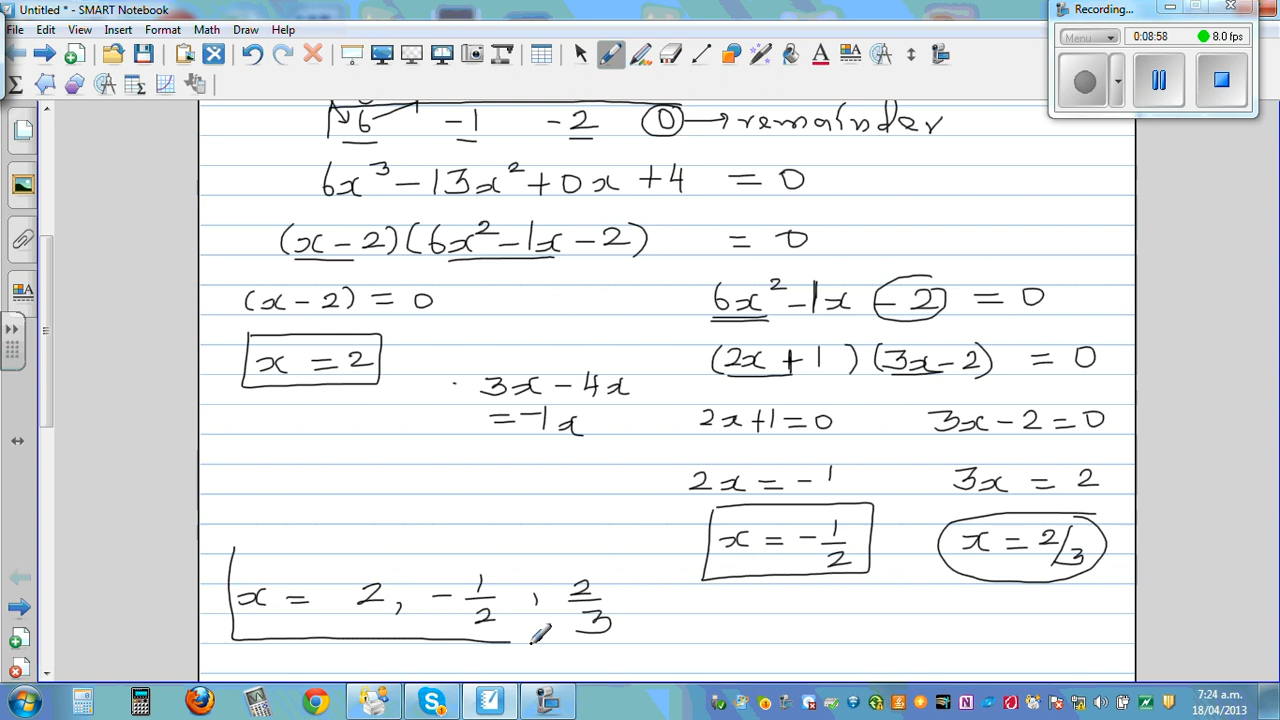 Untitled * - SMART Notebook
Recording...
File Edit View Insert Format Math Draw Help
Menu 0:08:58 8.0 fps
6 -1 -2 0 → remainder
6x³ - 13x² + 0x + 4 = 0
(x - 2)(6x² - 1x - 2) = 0
(x - 2) = 0 6x² - 1x - 2 = 0
x = 2 (2x + 1)(3x - 2) = 0
3x - 4x
= -1x 2x + 1 = 0 3x - 2 = 0
2x = -1 3x = 2
x = -1/2 x = 2/3
x = 2, -1/2, 2/3
7:24 a.m.
18/04/2013